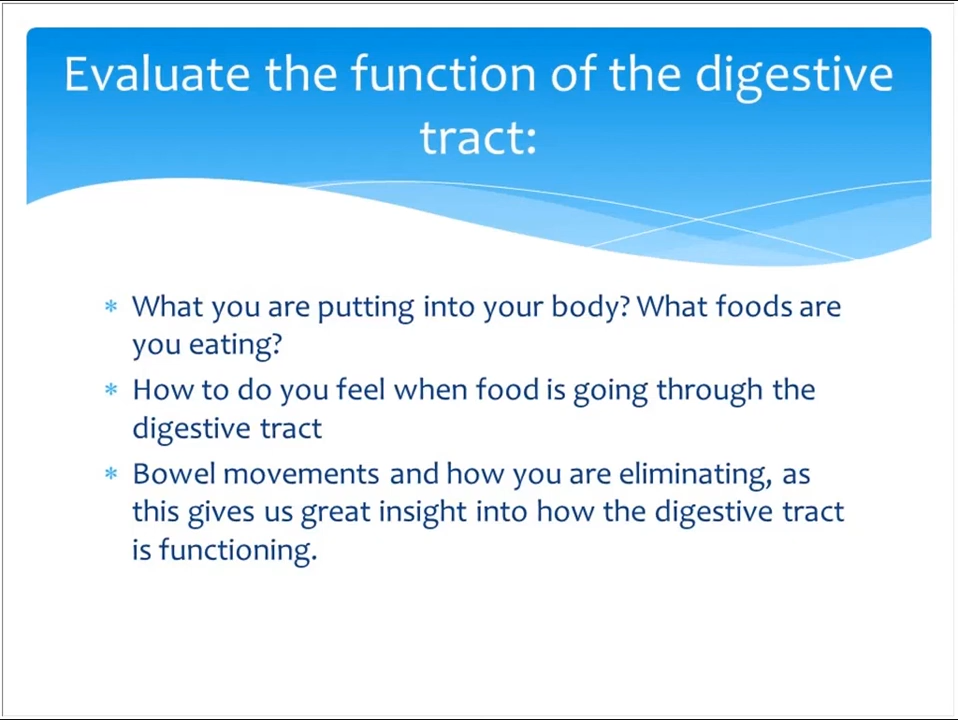 Evaluate the function of the digestive
tract:
* What you are putting into your body? What foods are
you eating?
* How to do you feel when food is going through the
digestive tract
* Bowel movements and how you are eliminating, as
this gives us great insight into how the digestive tract
is functioning.